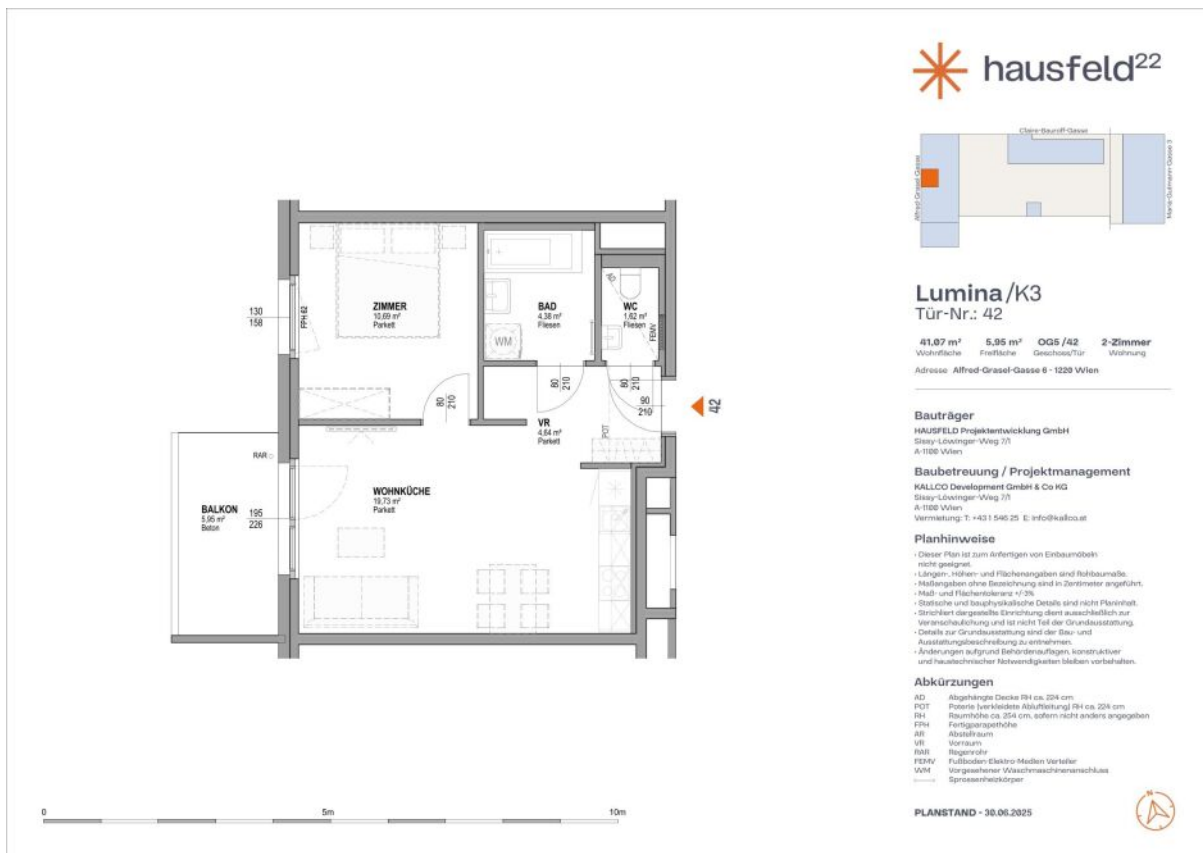 hausfeld²²
Claire-Bauroff-Gasse
Alfred-Grasel-Gasse
Maria-Gutmann-Gasse 3
Lumina/K3
Tür-Nr.: 42
41,07 m² 5,95 m² OG5 /42 2-Zimmer
Wohnfläche Freifläche Geschoss/Tür Wohnung
Adresse Alfred-Grasel-Gasse 6 - 1220 Wien
Bauträger
HAUSFELD Projektentwicklung GmbH
Sissy-Löwinger-Weg 7/1
A-1100 Wien
Baubetreuung / Projektmanagement
KALLCO Development GmbH & Co KG
Sissy-Löwinger-Weg 7/1
A-1100 Wien
Vermietung: T: +43 1 546 25 E: info@kallco.at
Planhinweise
- Dieser Plan ist zum Anfertigen von Einbaumöbeln
nicht geeignet.
- Längen-, Höhen- und Flächenangaben sind Rohbaumaße.
- Maßangaben ohne Bezeichnung sind in Zentimeter angeführt.
- Maß- und Flächentoleranz +/-3%
- Statische und bauphysikalische Details sind nicht Planinhalt.
- Strichliert dargestellte Einrichtung dient ausschließlich zur
Veranschaulichung und ist nicht Teil der Grundausstattung.
- Details zur Grundausstattung sind der Bau- und
Ausstattungsbeschreibung zu entnehmen.
- Änderungen aufgrund Behördenauflagen, konstruktiver
und haustechnischer Notwendigkeiten bleiben vorbehalten.
Abkürzungen
AD Abgehängte Decke RH ca. 224 cm
POT Poterie (verkleidete Abluftleitung) RH ca. 224 cm
RH Raumhöhe ca. 254 cm, sofern nicht anders angegeben
FPH Fertigparapethöhe
AR Abstellraum
VR Vorraum
RAR Regenrohr
FEMV Fußboden-Elektro-Medien Verteiler
WM Vorgesehener Waschmaschinenanschluss
Sprossenheizkörper
PLANSTAND - 30.06.2025
N
ZIMMER
10,69 m²
Parkett
130
158
FPH 62
BAD
4,38 m²
Fliesen
WM
WC
1,62 m²
Fliesen
AD
FEMV
80
210
80
210
80
210
90
210
42
VR
4,64 m²
Parkett
POT
RAR
WOHNKÜCHE
19,73 m²
Parkett
BALKON
5,95 m²
Beton
195
226
0 5m 10m